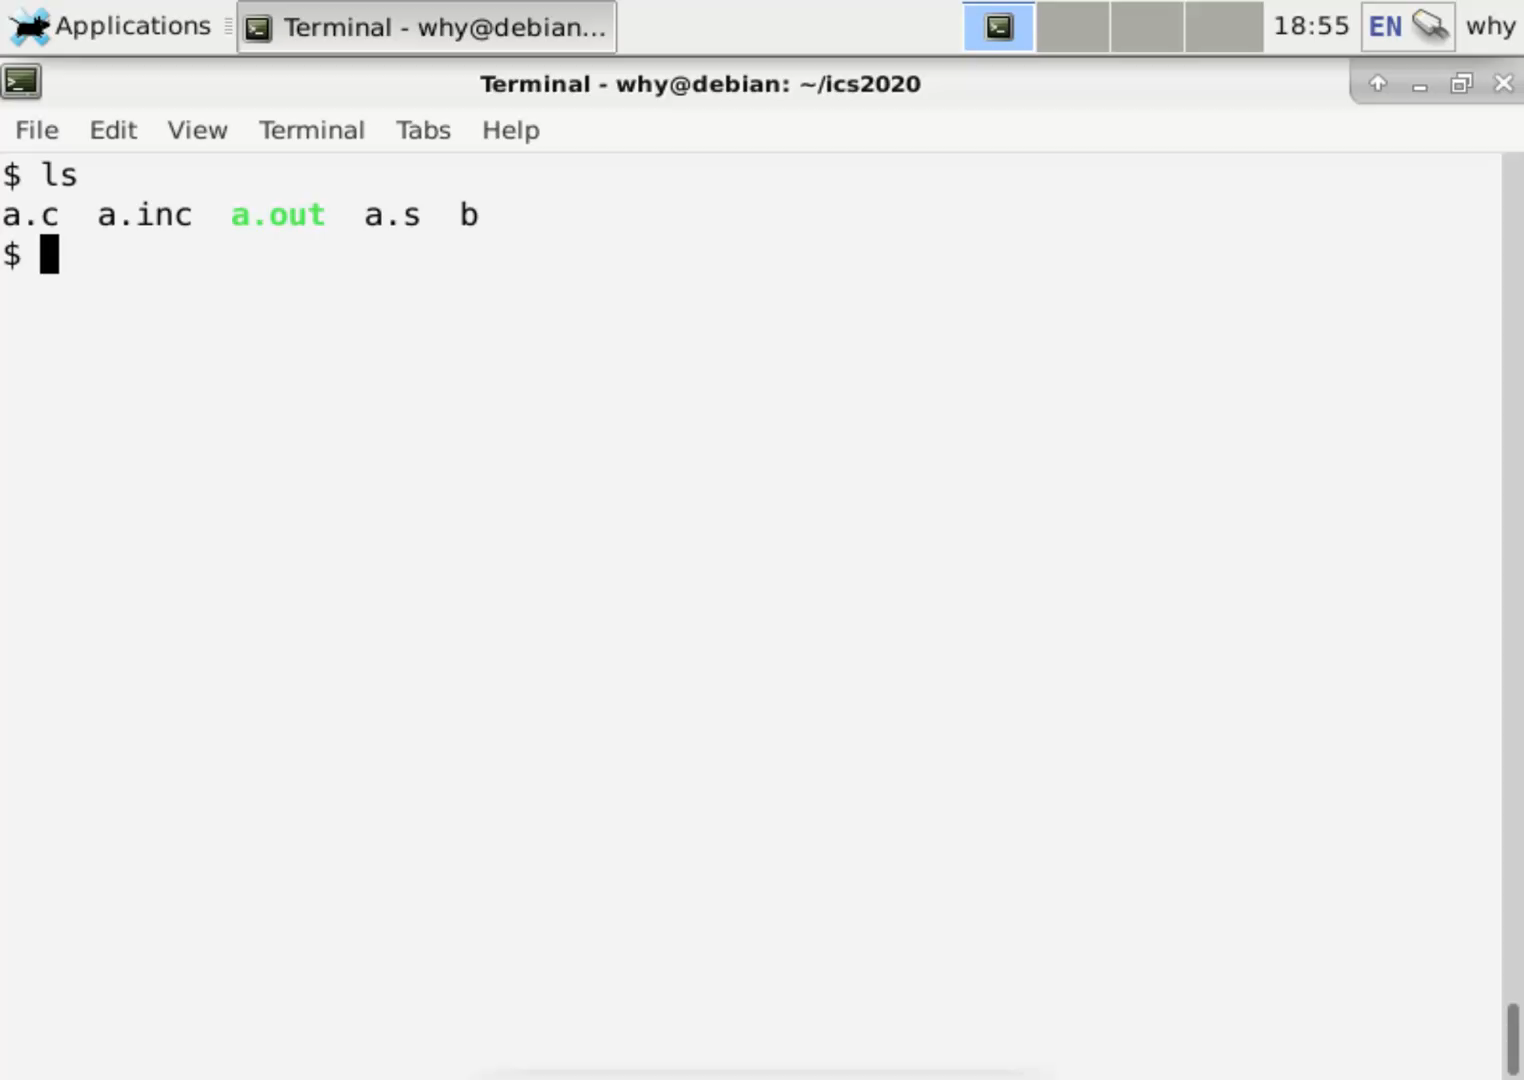 Applications Terminal - why@debian... 18:55 EN why
Terminal - why@debian: ~/ics2020
File Edit View Terminal Tabs Help
$ ls
a.c a.inc a.out a.s b
$